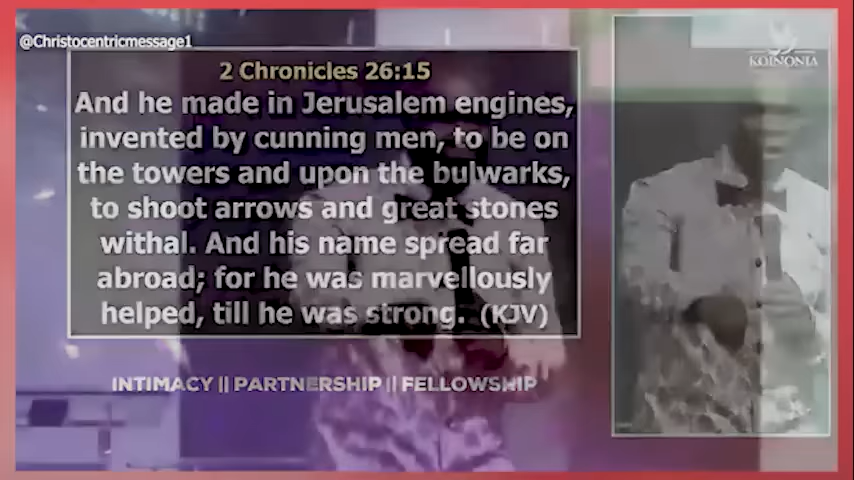 @Christocentricmessage1
KOINONIA
2 Chronicles 26:15
And he made in Jerusalem engines,
invented by cunning men, to be on
the towers and upon the bulwarks,
to shoot arrows and great stones
withal. And his name spread far
abroad; for he was marvellously
helped, till he was strong. (KJV)
INTIMACY || PARTNERSHIP || FELLOWSHIP